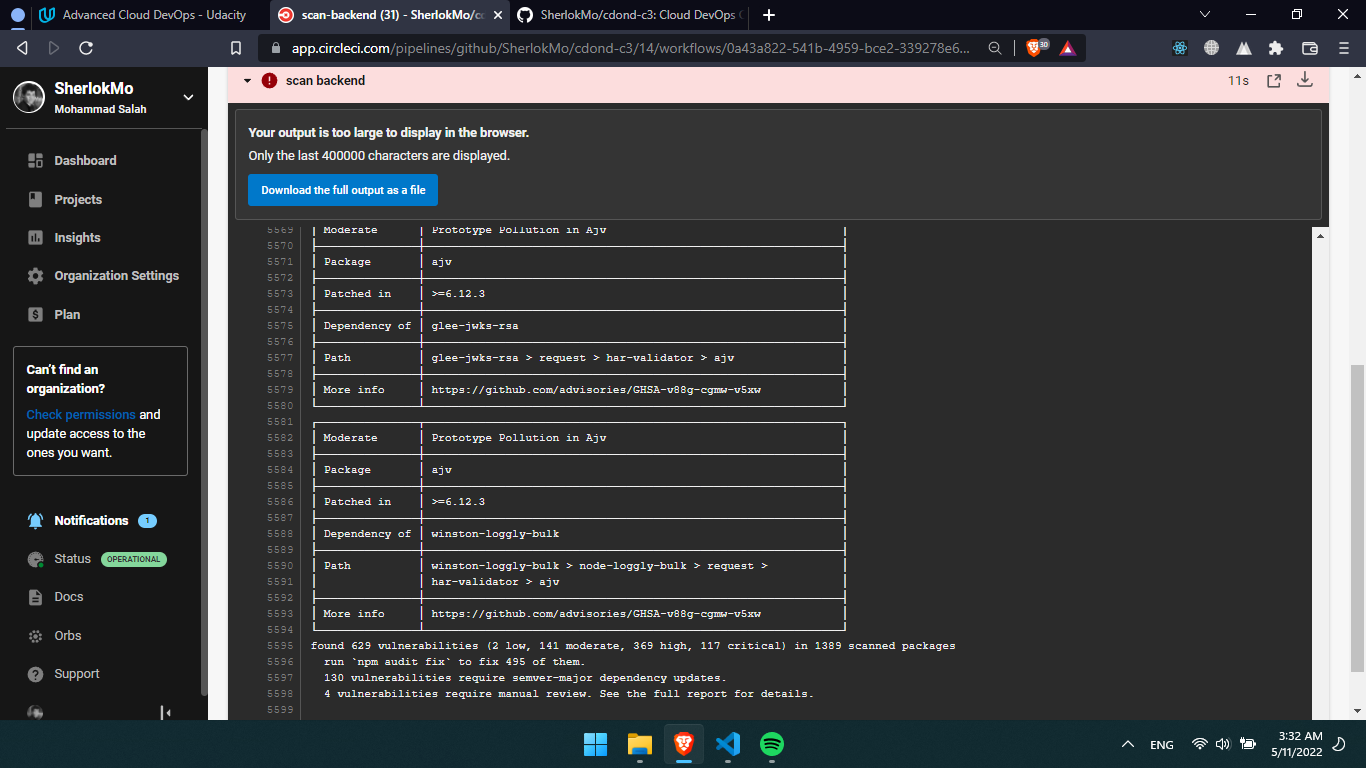 Advanced Cloud DevOps - Udacity
scan-backend (31) - SherlokMo/cd
SherlokMo/cdond-c3: Cloud DevOps
app.circleci.com/pipelines/github/SherlokMo/cdond-c3/14/workflows/0a43a822-541b-4959-bce2-339278e6...
30
SherlokMo
Mohammad Salah
Dashboard
Projects
Insights
Organization Settings
Plan
Can't find an
organization?
Check permissions and
update access to the
ones you want.
Notifications 1
Status OPERATIONAL
Docs
Orbs
Support
scan backend
11s
Your output is too large to display in the browser.
Only the last 400000 characters are displayed.
Download the full output as a file
5569 Moderate Prototype Pollution in Ajv
5570
5571 Package ajv
5572
5573 Patched in >=6.12.3
5574
5575 Dependency of glee-jwks-rsa
5576
5577 Path glee-jwks-rsa > request > har-validator > ajv
5578
5579 More info https://github.com/advisories/GHSA-v88g-cgmw-v5xw
5580
5581
5582 Moderate Prototype Pollution in Ajv
5583
5584 Package ajv
5585
5586 Patched in >=6.12.3
5587
5588 Dependency of winston-loggly-bulk
5589
5590 Path winston-loggly-bulk > node-loggly-bulk > request >
5591 har-validator > ajv
5592
5593 More info https://github.com/advisories/GHSA-v88g-cgmw-v5xw
5594
5595 found 629 vulnerabilities (2 low, 141 moderate, 369 high, 117 critical) in 1389 scanned packages
5596 run `npm audit fix` to fix 495 of them.
5597 130 vulnerabilities require semver-major dependency updates.
5598 4 vulnerabilities require manual review. See the full report for details.
5599
ENG
3:32 AM
5/11/2022